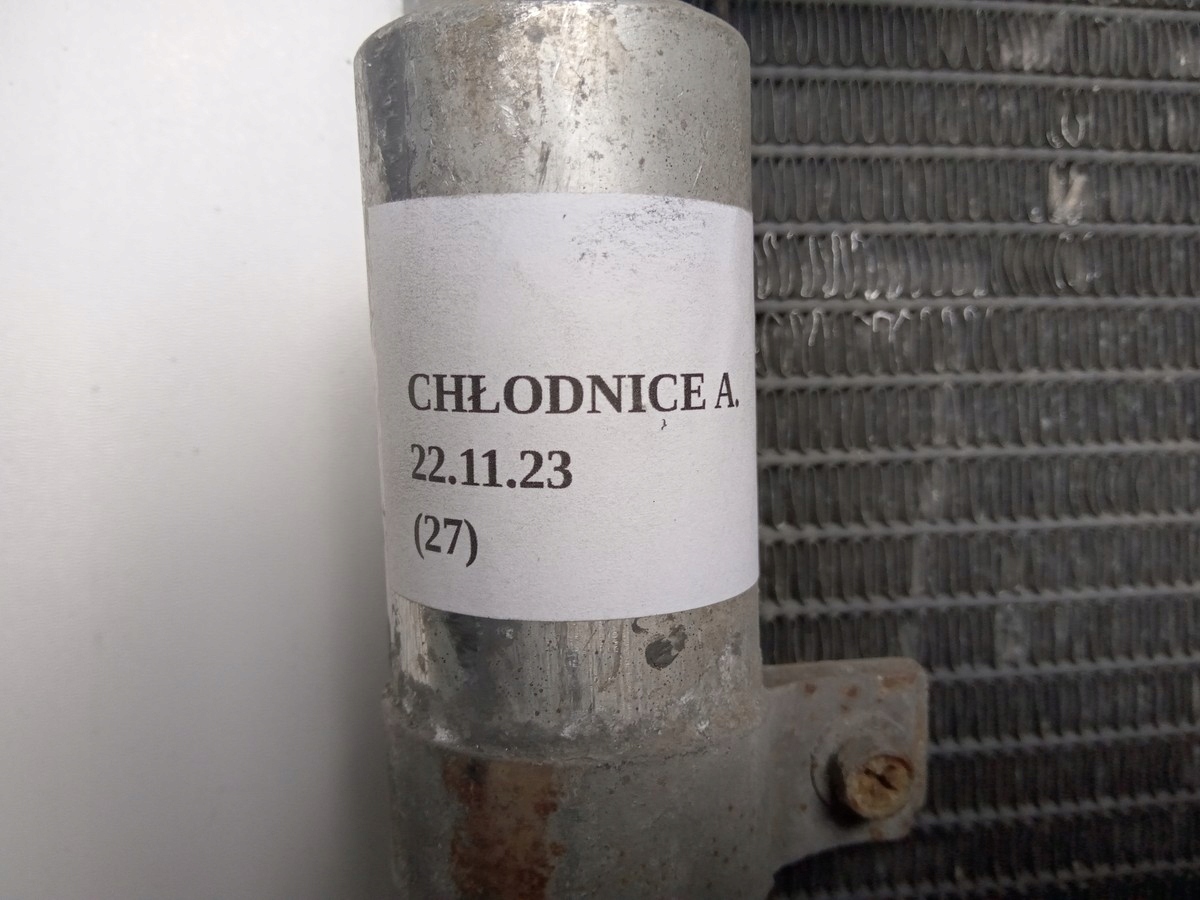 CHŁODNICE A.
22.11.23
(27)